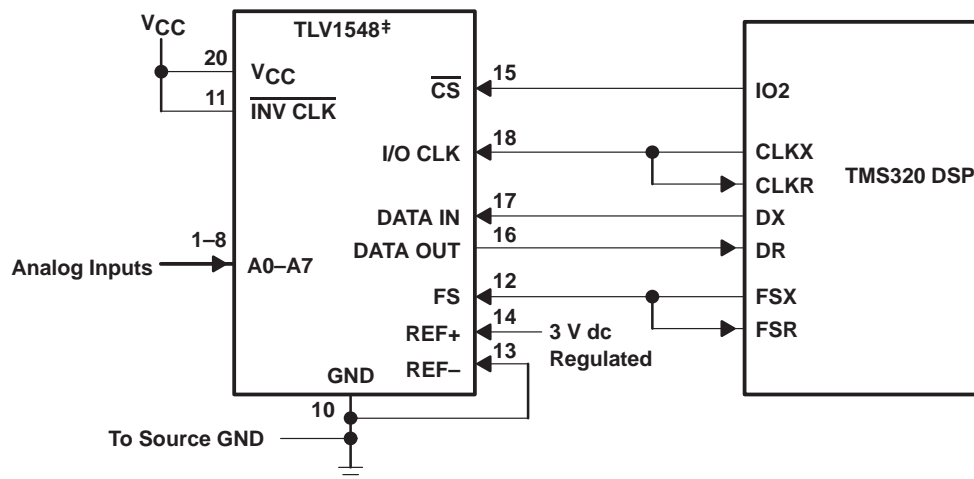 VCC
TLV1548‡
20
VCC
11
INV CLK
CS
15
IO2
I/O CLK
18
CLKX
CLKR
TMS320 DSP
DATA IN
17
DX
DATA OUT
16
DR
1–8
Analog Inputs
A0–A7
FS
12
FSX
FSR
REF+
14
3 V dc
Regulated
REF–
13
GND
10
To Source GND